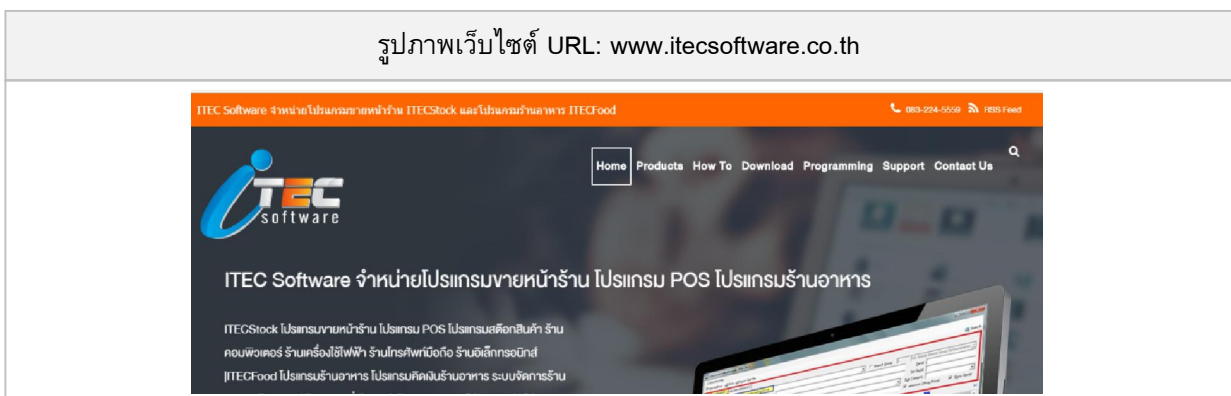 รูปภาพเว็บไซต์ URL: www.itecsoftware.co.th
ITEC Software จำหน่ายโปรแกรมขายหน้าร้าน ITECStock และโปรแกรมร้านอาหาร ITECFood
083-224-5559 RSS Feed
Home Products How To Download Programming Support Contact Us
iTEC
software
ITEC Software จำหน่ายโปรแกรมขายหน้าร้าน โปรแกรม POS โปรแกรมร้านอาหาร
ITECStock โปรแกรมขายหน้าร้าน โปรแกรม POS โปรแกรมสต๊อกสินค้า ร้าน
คอมพิวเตอร์ ร้านเครื่องใช้ไฟฟ้า ร้านโทรศัพท์มือถือ ร้านอิเล็กทรอนิกส์
|ITECFood โปรแกรมร้านอาหาร โปรแกรมคิดเงินร้านอาหาร ระบบจัดการร้าน